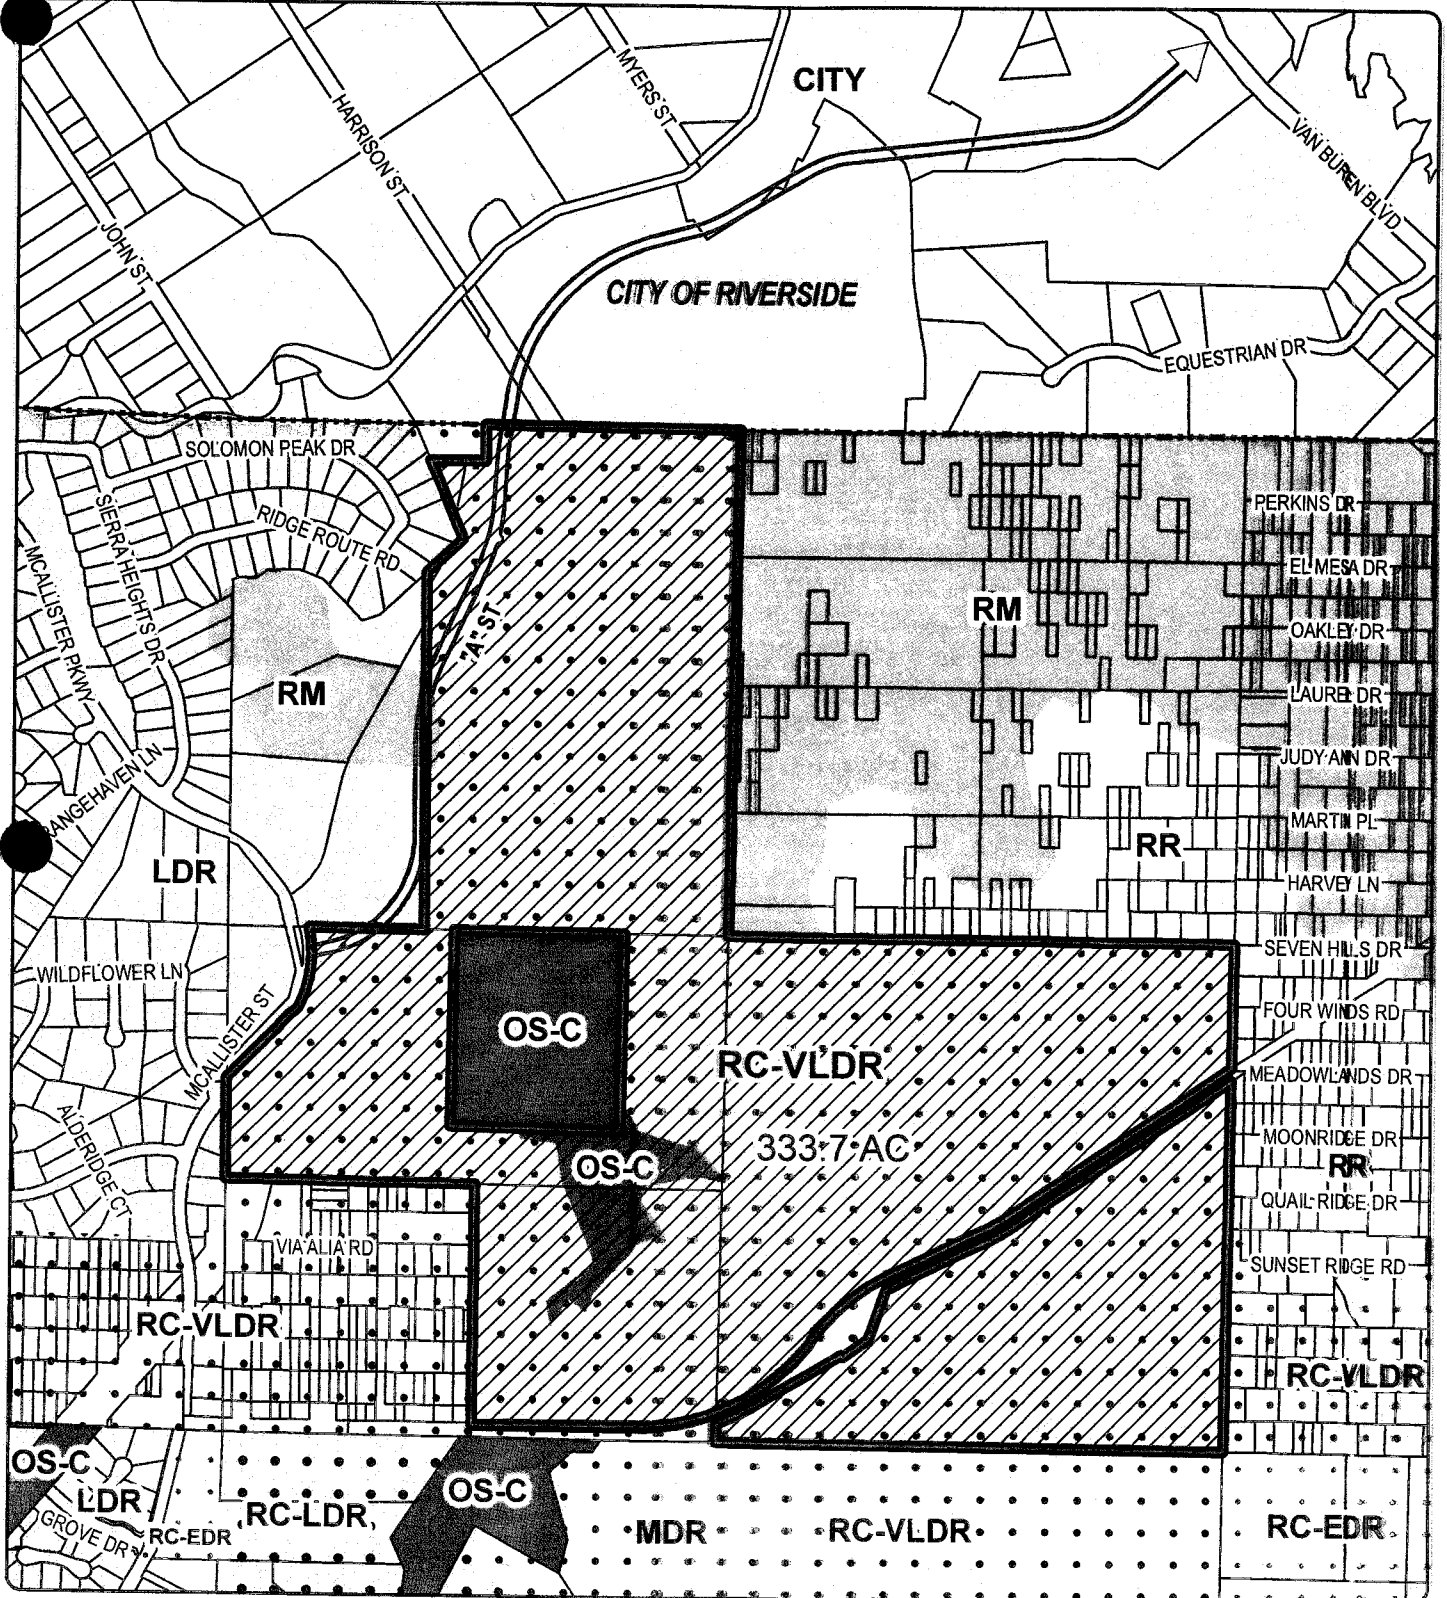 CITY
MYERS ST
HARRISON ST
VAN BUREN BLVD
JOHN ST
CITY OF RIVERSIDE
EQUESTRIAN DR
SOLOMON PEAK DR
SIERRA HEIGHTS DR
RIDGE ROUTE RD
MCALLISTER PKWY
"A" ST
RM
RM
PERKINS DR
EL MESA DR
OAKLEY DR
LAUREL DR
JUDY ANN DR
MARTIN PL
HARVEY LN
SEVEN HILLS DR
FOUR WINDS RD
MEADOWLANDS DR
MOONRIDGE DR
RR
QUAIL RIDGE DR
SUNSET RIDGE RD
RANGEHAVEN LN
LDR
RR
WILDFLOWER LN
MCALLISTER ST
OS-C
RC-VLDR
333.7 AC
OS-C
ALDERIDGE CT
VIA ALIA RD
RC-VLDR
RC-VLDR
OS-C
LDR
GROVE DR
RC-EDR
RC-LDR
OS-C
MDR
RC-VLDR
RC-EDR